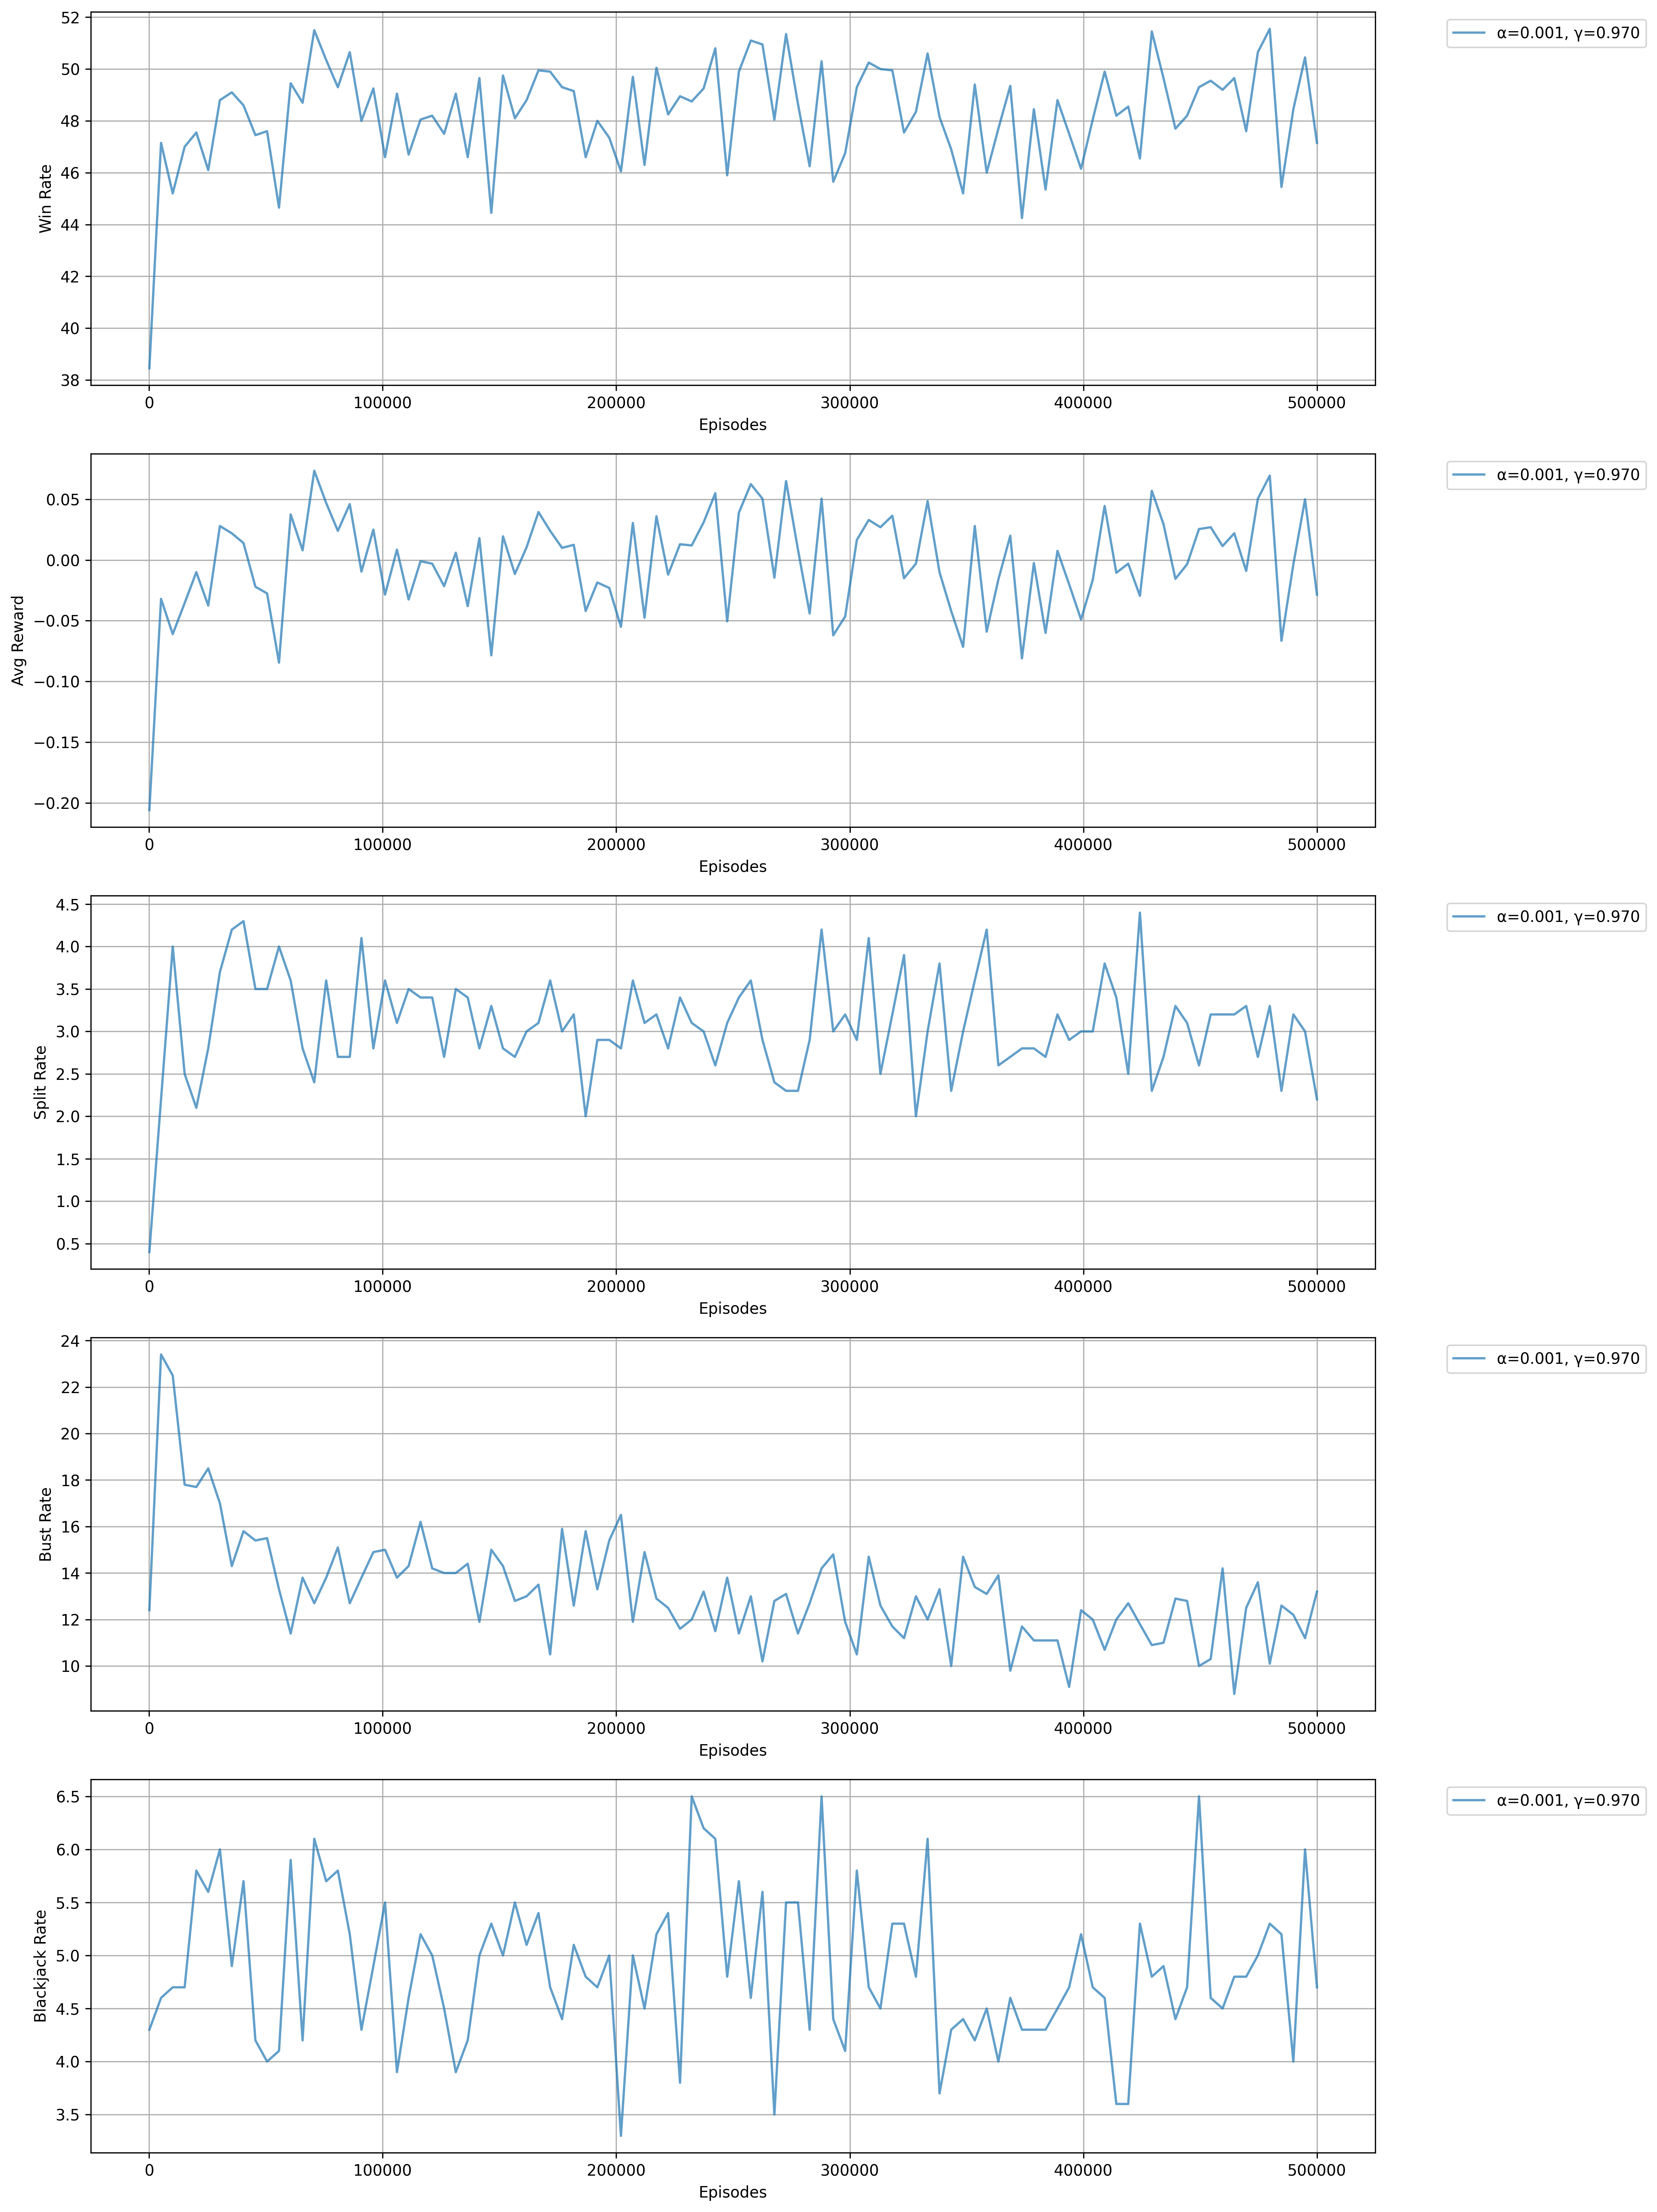 52
50
48
46
44
42
40
38
Win Rate
0 100000 200000 300000 400000 500000
Episodes
α=0.001, γ=0.970
0.05
0.00
−0.05
−0.10
−0.15
−0.20
Avg Reward
0 100000 200000 300000 400000 500000
Episodes
α=0.001, γ=0.970
4.5
4.0
3.5
3.0
2.5
2.0
1.5
1.0
0.5
Split Rate
0 100000 200000 300000 400000 500000
Episodes
α=0.001, γ=0.970
24
22
20
18
16
14
12
10
Bust Rate
0 100000 200000 300000 400000 500000
Episodes
α=0.001, γ=0.970
6.5
6.0
5.5
5.0
4.5
4.0
3.5
Blackjack Rate
0 100000 200000 300000 400000 500000
Episodes
α=0.001, γ=0.970